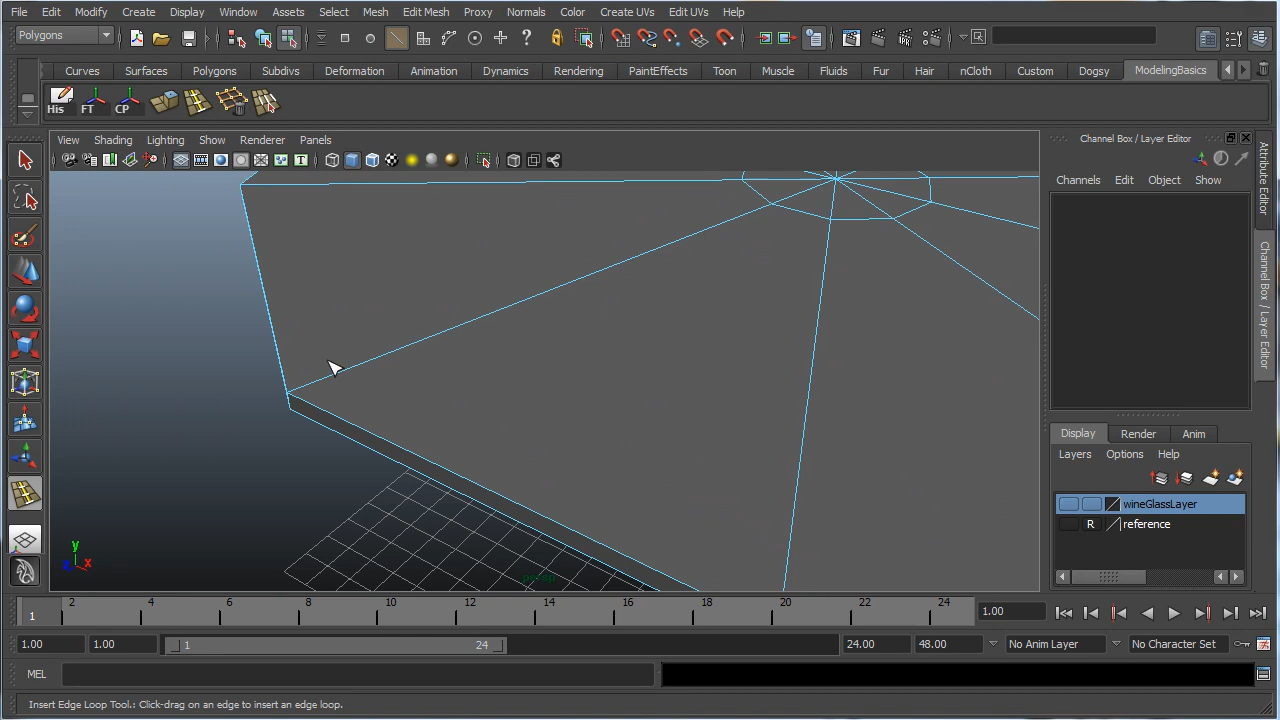 File Edit Modify Create Display Window Assets Select Mesh Edit Mesh Proxy Normals Color Create UVs Edit UVs Help
Polygons
Curves Surfaces Polygons Subdivs Deformation Animation Dynamics Rendering PaintEffects Toon Muscle Fluids Fur Hair nCloth Custom Dogsy ModelingBasics
His FT CP
View Shading Lighting Show Renderer Panels
Channel Box / Layer Editor
Channels Edit Object Show
Attribute Editor
Channel Box / Layer Editor
Display Render Anim
Layers Options Help
wineGlassLayer
R reference
y
z x
persp
1 2 4 6 8 10 12 14 16 18 20 22 24 1.00
1.00 1.00 1 24 24.00 48.00 No Anim Layer No Character Set
MEL
Insert Edge Loop Tool.: Click-drag on an edge to insert an edge loop.